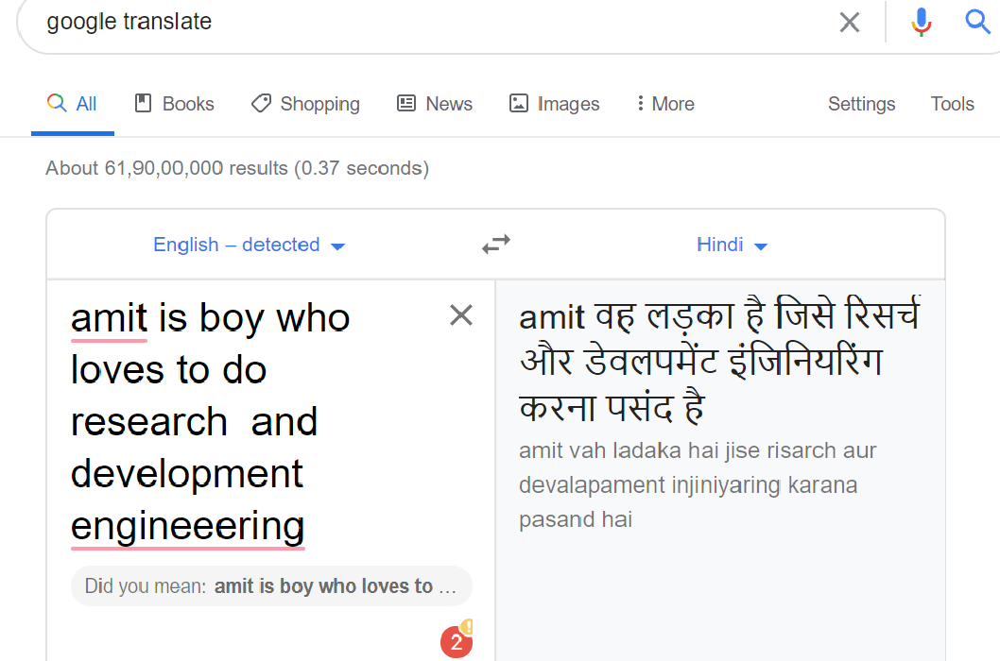 google translate
All Books Shopping News Images More Settings Tools
About 61,90,00,000 results (0.37 seconds)
English – detected Hindi
amit is boy who
loves to do
research  and
development
engineeering
Did you mean: amit is boy who loves to ...
2
amit वह लड़का है जिसे रिसर्च
और डेवलपमेंट इंजिनियरिंग
करना पसंद है
amit vah ladaka hai jise risarch aur
devalapament injiniyaring karana
pasand hai